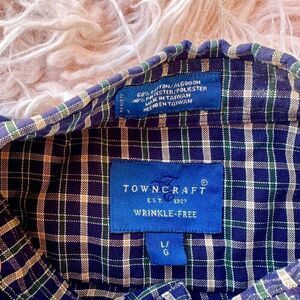 60% COTTON/ALGODON
40% POLYESTER/POLIESTER
MADE IN TAIWAN
HECHO EN TAIWAN
TOWNCRAFT®
EST. 1927
WRINKLE-FREE
L/
G